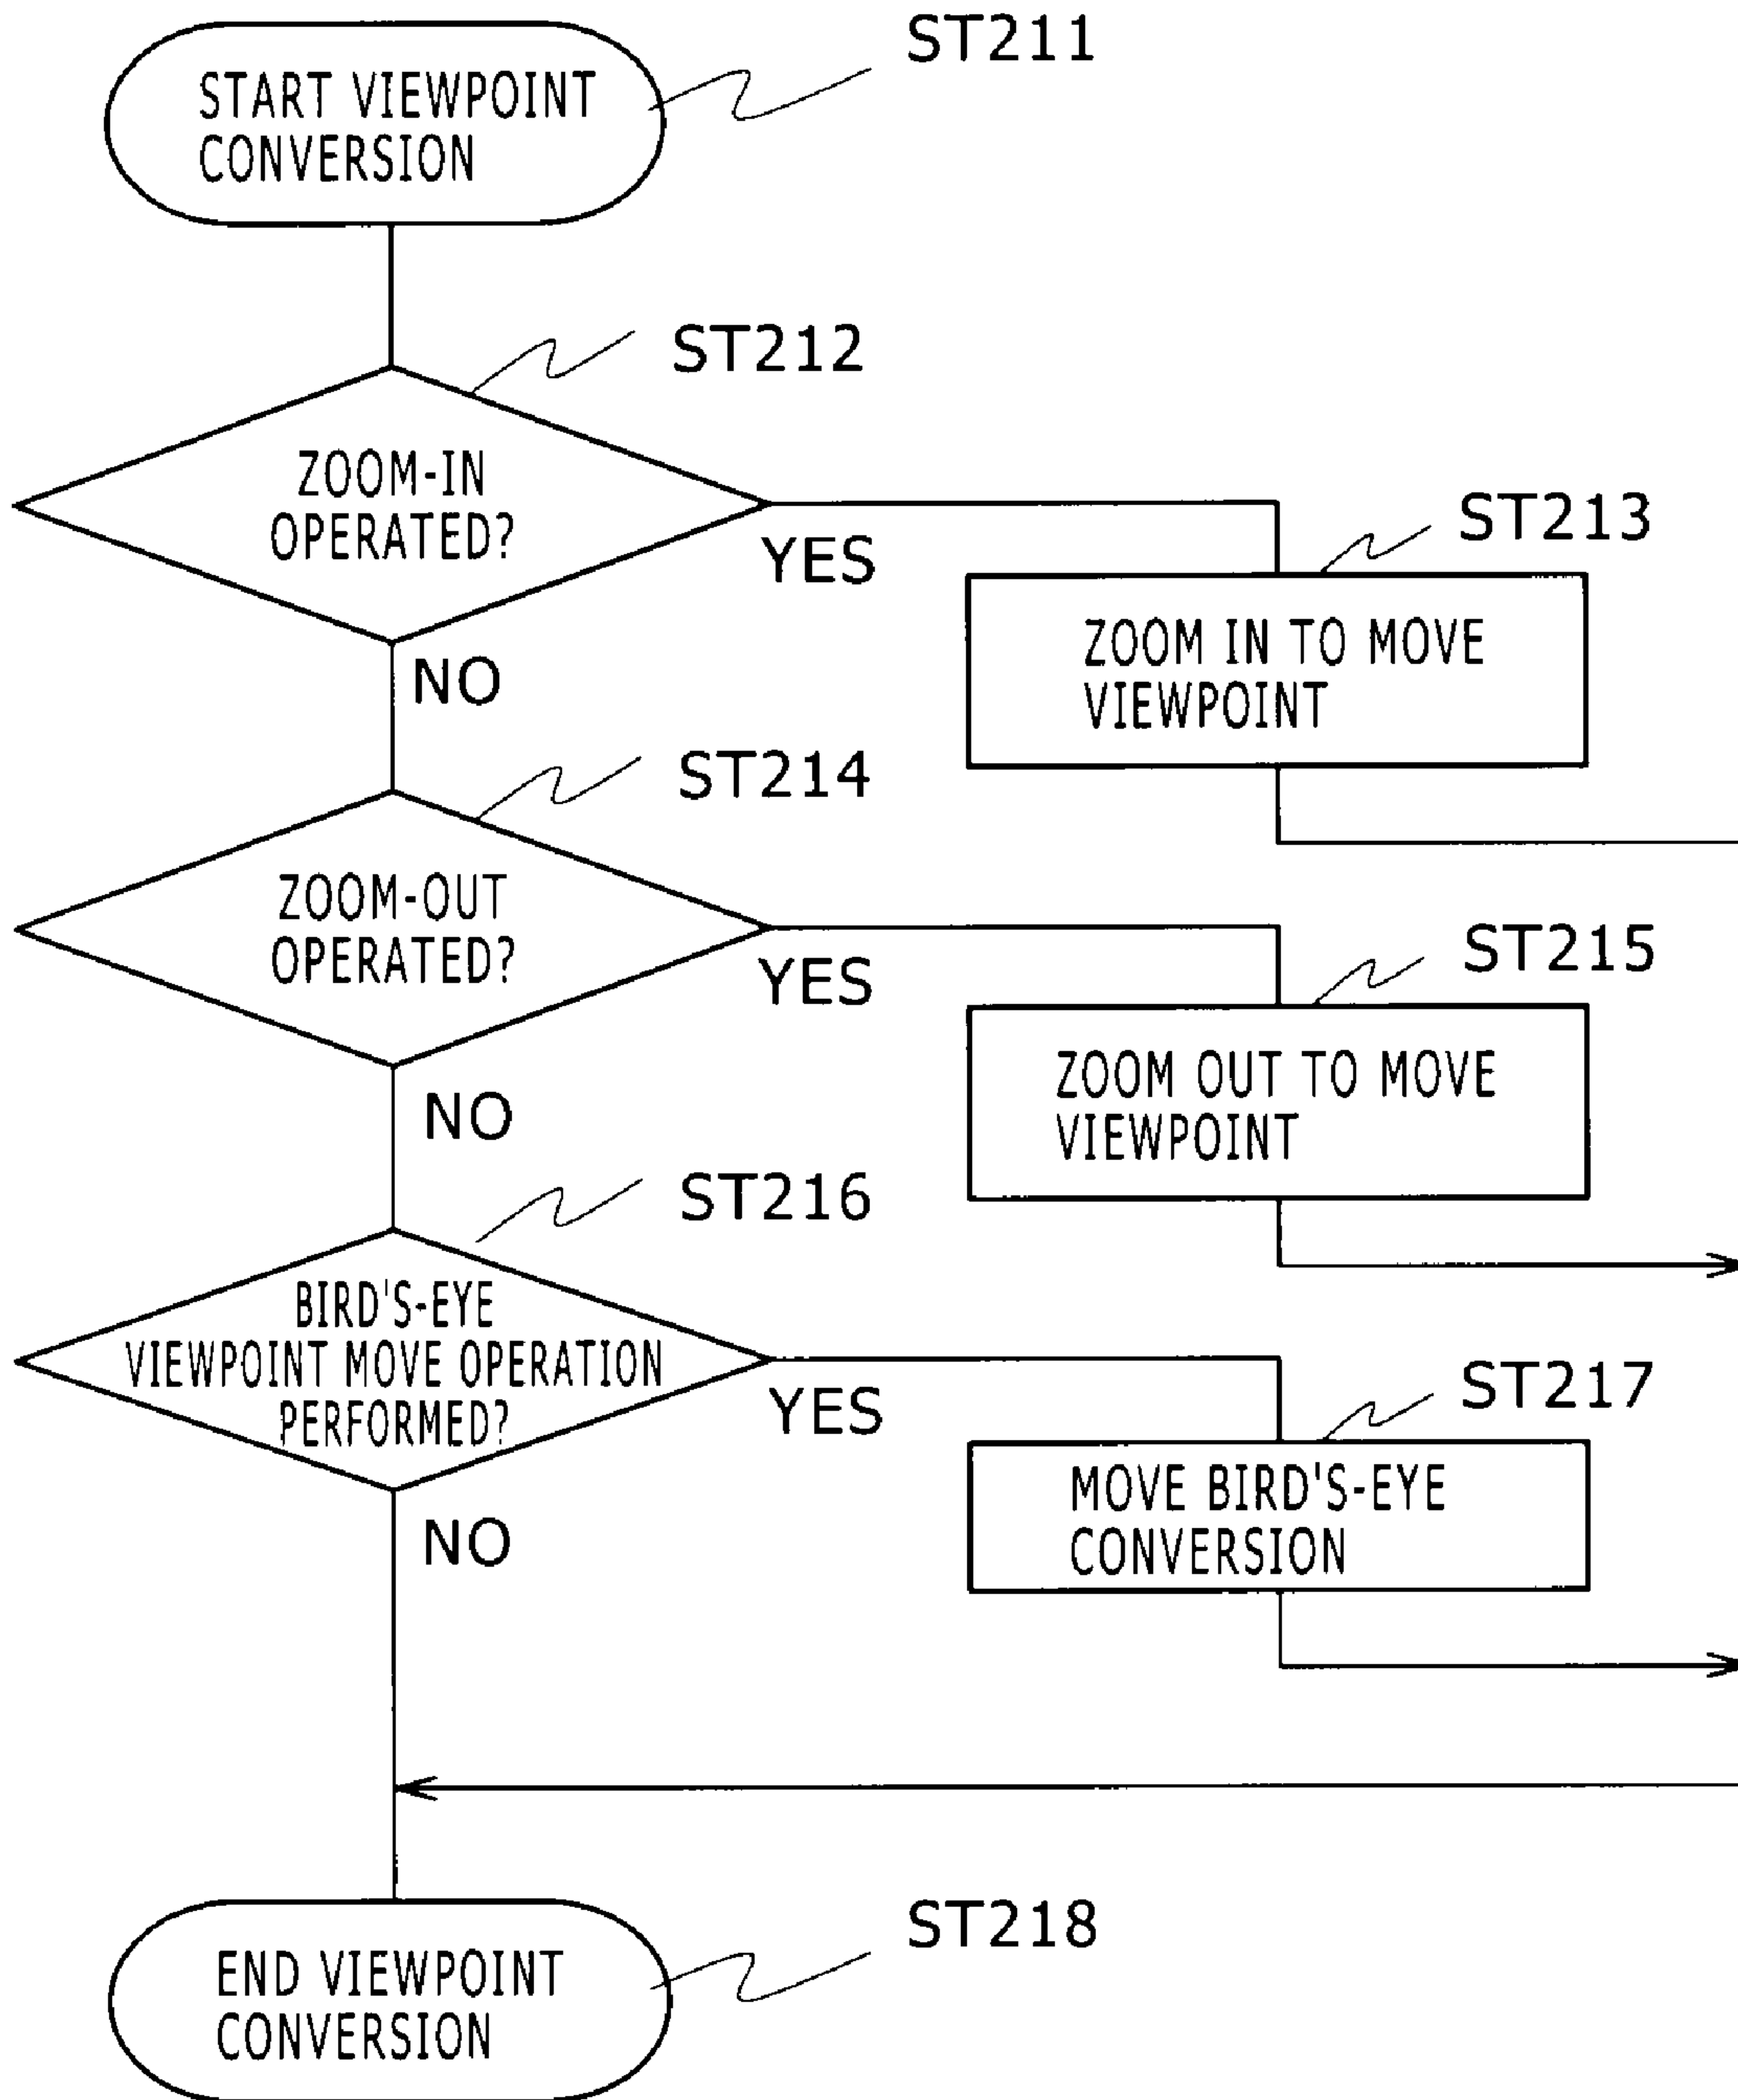 ST211
START VIEWPOINT
CONVERSION
ST212
ZOOM-IN
OPERATED?
YES
NO
ST213
ZOOM IN TO MOVE
VIEWPOINT
ST214
ZOOM-OUT
OPERATED?
YES
NO
ST215
ZOOM OUT TO MOVE
VIEWPOINT
ST216
BIRD'S-EYE
VIEWPOINT MOVE OPERATION
PERFORMED?
YES
NO
ST217
MOVE BIRD'S-EYE
CONVERSION
ST218
END VIEWPOINT
CONVERSION